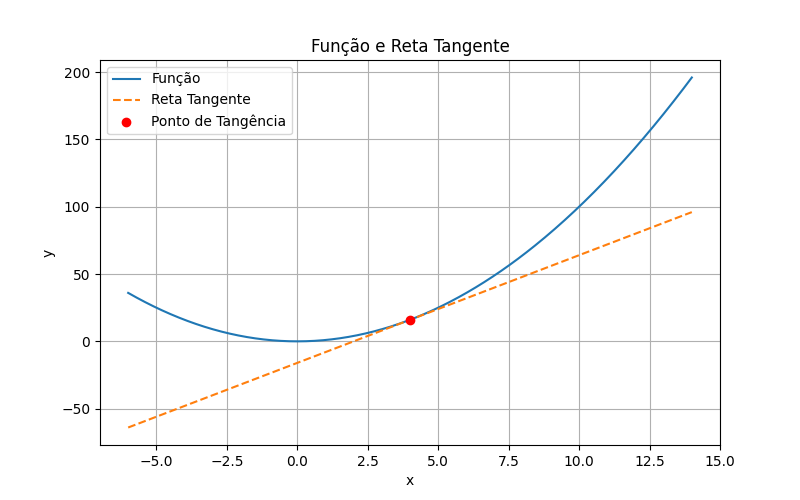 Função e Reta Tangente
Função
Reta Tangente
Ponto de Tangência
200
150
100
50
0
−50
y
−5.0 −2.5 0.0 2.5 5.0 7.5 10.0 12.5 15.0
x